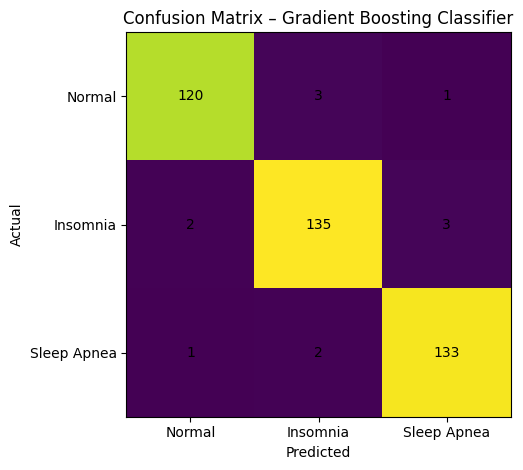 Confusion Matrix – Gradient Boosting Classifier
Actual
Normal 120 3 1
Insomnia 2 135 3
Sleep Apnea 1 2 133
Normal Insomnia Sleep Apnea
Predicted